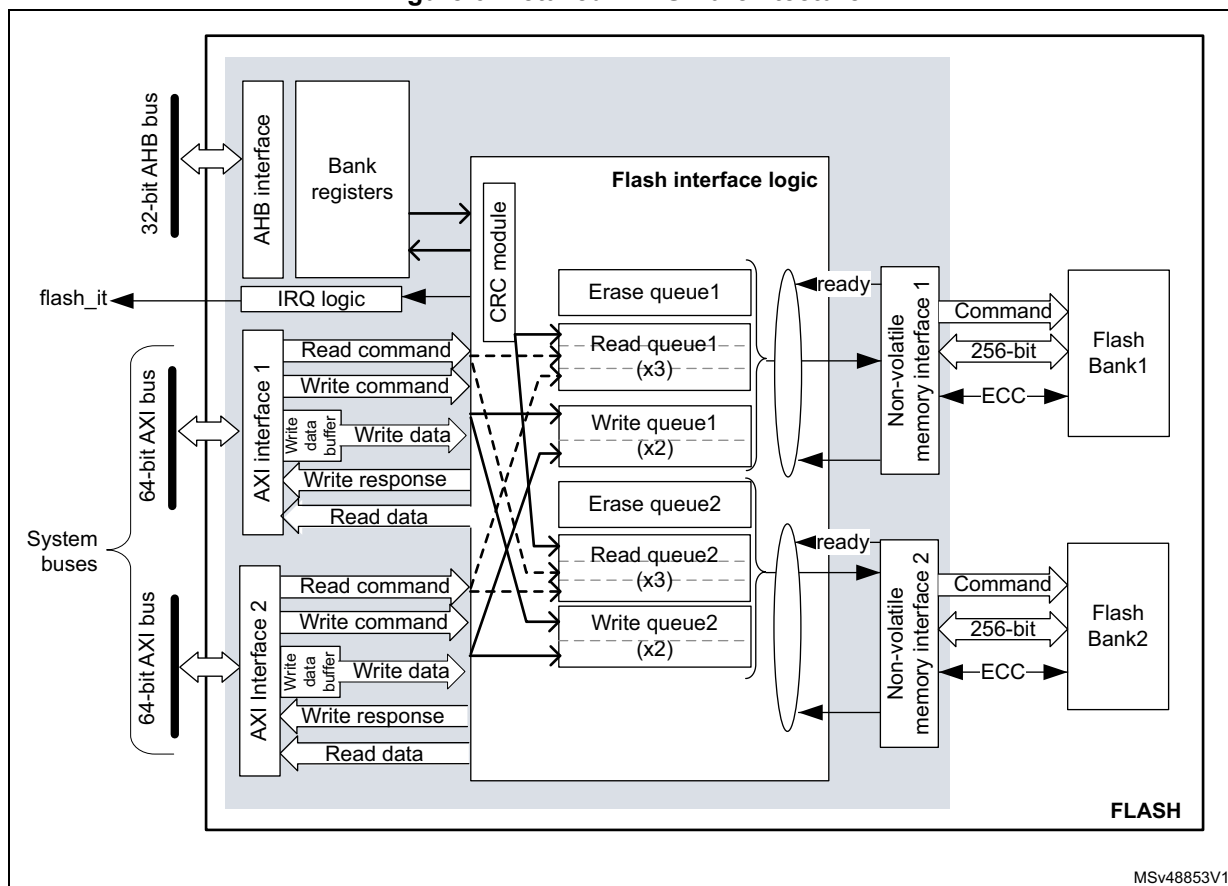 32-bit AHB bus
AHB interface
Bank
registers
Flash interface logic
CRC module
flash_it
IRQ logic
Erase queue1
Read queue1
(x3)
Write queue1
(x2)
Erase queue2
Read queue2
(x3)
Write queue2
(x2)
System
buses
64-bit AXI bus
AXI interface 1
Read command
Write command
Write data
buffer
Write data
Write response
Read data
64-bit AXI bus
AXI Interface 2
Read command
Write command
Write data
buffer
Write data
Write response
Read data
ready
Non-volatile
memory interface 1
Command
256-bit
ECC
Flash
Bank1
ready
Non-volatile
memory interface 2
Command
256-bit
ECC
Flash
Bank2
FLASH
MSv48853V1